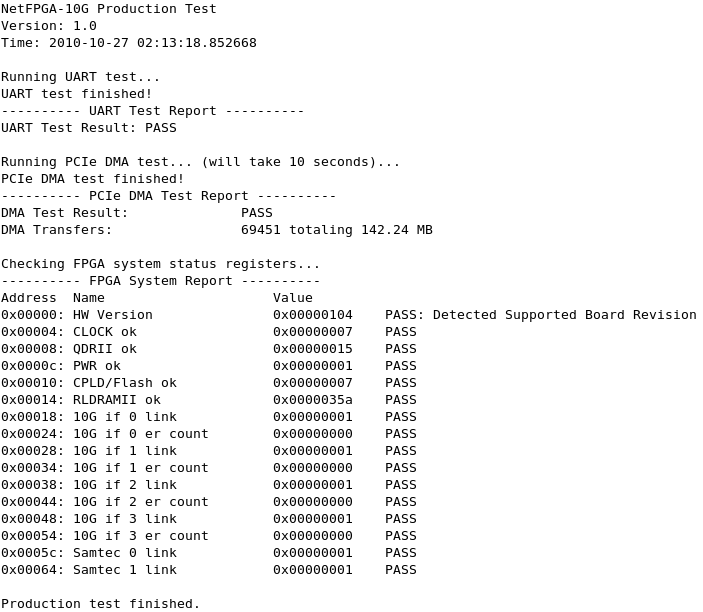 NetFPGA-10G Production Test
Version: 1.0
Time: 2010-10-27 02:13:18.852668

Running UART test...
UART test finished!
---------- UART Test Report ----------
UART Test Result: PASS

Running PCIe DMA test... (will take 10 seconds)...
PCIe DMA test finished!
---------- PCIe DMA Test Report ----------
DMA Test Result:              PASS
DMA Transfers:                69451 totaling 142.24 MB

Checking FPGA system status registers...
---------- FPGA System Report ----------
Address  Name                     Value
0x00000: HW Version               0x00000104    PASS: Detected Supported Board Revision
0x00004: CLOCK ok                 0x00000007    PASS
0x00008: QDRII ok                 0x00000015    PASS
0x0000c: PWR ok                   0x00000001    PASS
0x00010: CPLD/Flash ok            0x00000007    PASS
0x00014: RLDRAMII ok              0x0000035a    PASS
0x00018: 10G if 0 link            0x00000001    PASS
0x00024: 10G if 0 er count        0x00000000    PASS
0x00028: 10G if 1 link            0x00000001    PASS
0x00034: 10G if 1 er count        0x00000000    PASS
0x00038: 10G if 2 link            0x00000001    PASS
0x00044: 10G if 2 er count        0x00000000    PASS
0x00048: 10G if 3 link            0x00000001    PASS
0x00054: 10G if 3 er count        0x00000000    PASS
0x0005c: Samtec 0 link            0x00000001    PASS
0x00064: Samtec 1 link            0x00000001    PASS

Production test finished.